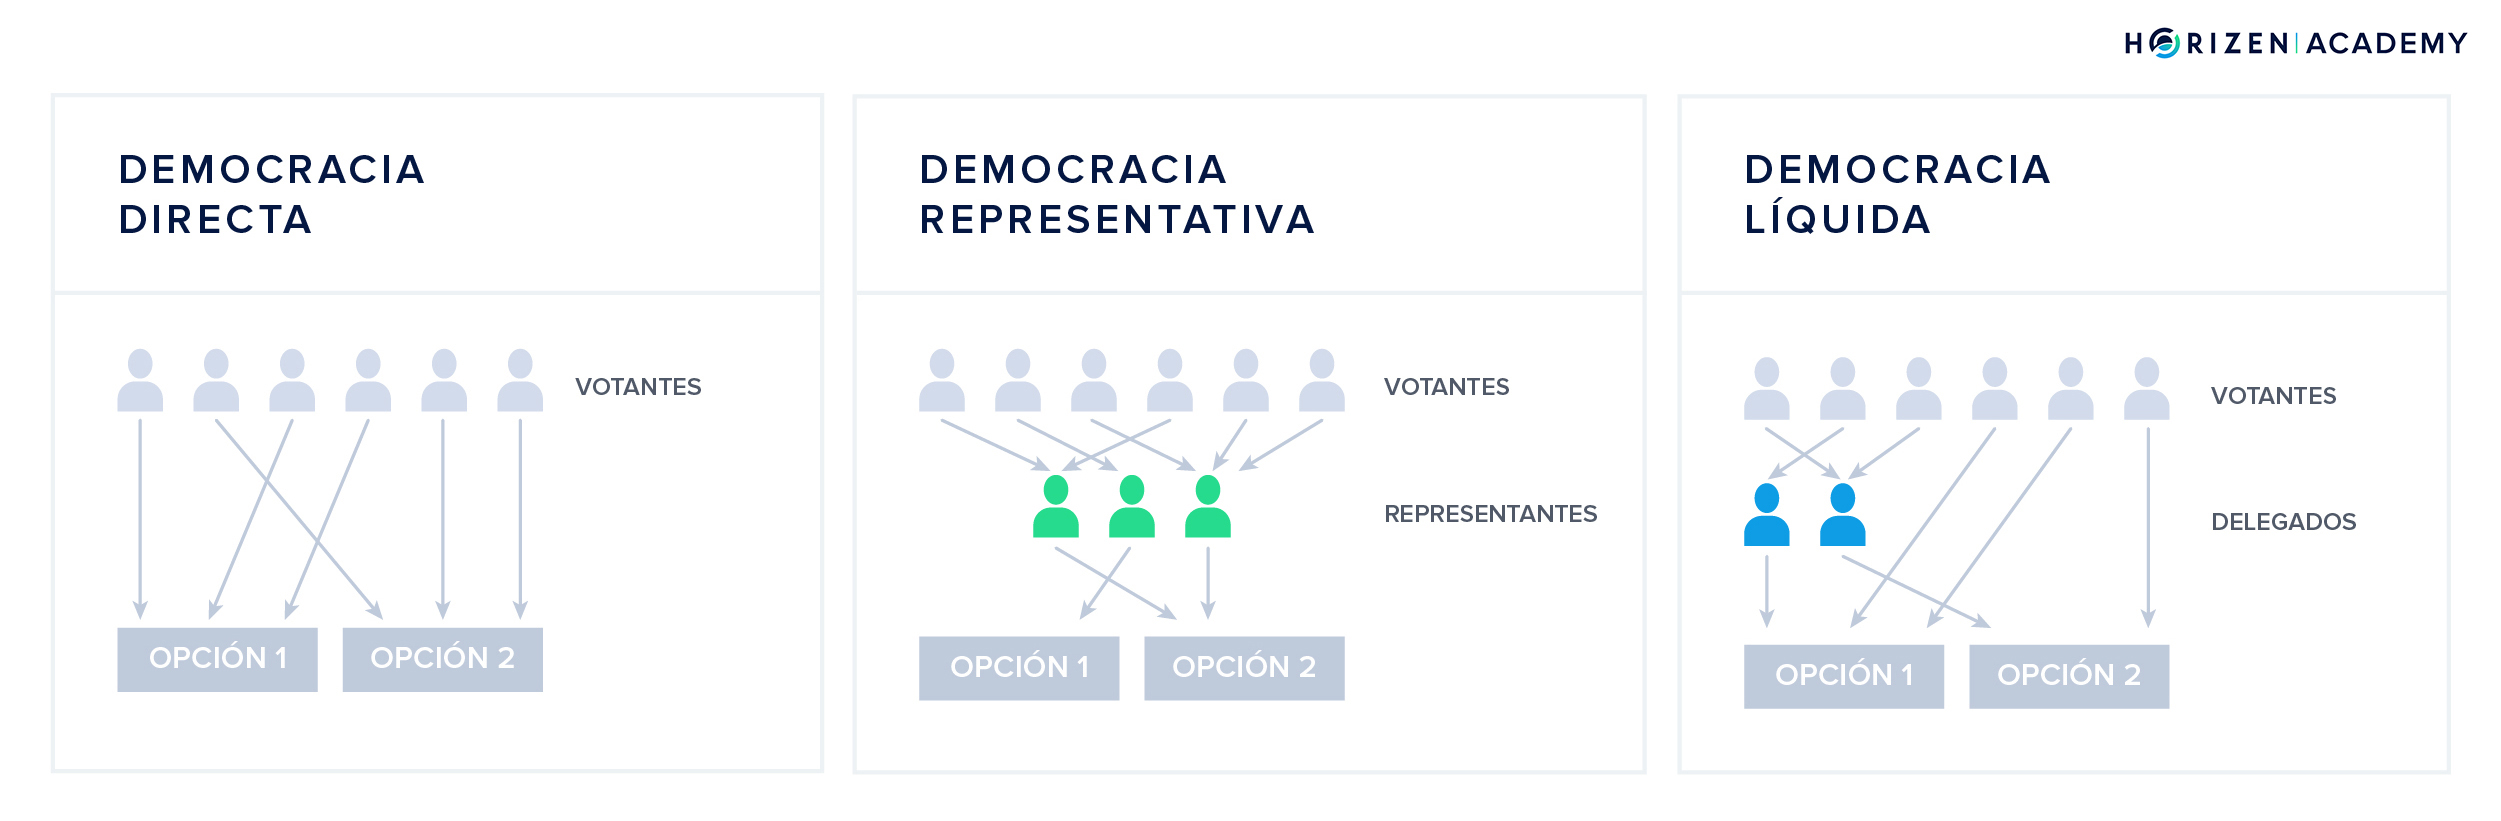 HORIZEN ACADEMY
DEMOCRACIA
DIRECTA
VOTANTES
OPCIÓN 1
OPCIÓN 2
DEMOCRACIA
REPRESENTATIVA
VOTANTES
REPRESENTANTES
OPCIÓN 1
OPCIÓN 2
DEMOCRACIA
LÍQUIDA
VOTANTES
DELEGADOS
OPCIÓN 1
OPCIÓN 2